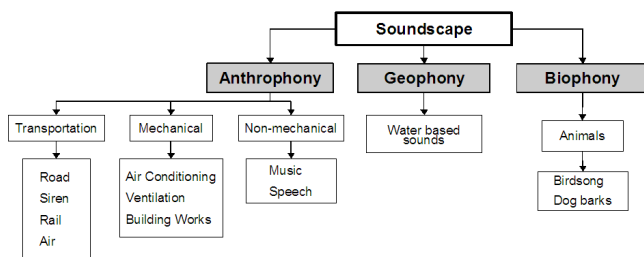 Soundscape
Anthrophony
Geophony
Biophony
Transportation
Mechanical
Non-mechanical
Water based
sounds
Animals
Road
Siren
Rail
Air
Air Conditioning
Ventilation
Building Works
Music
Speech
Birdsong
Dog barks